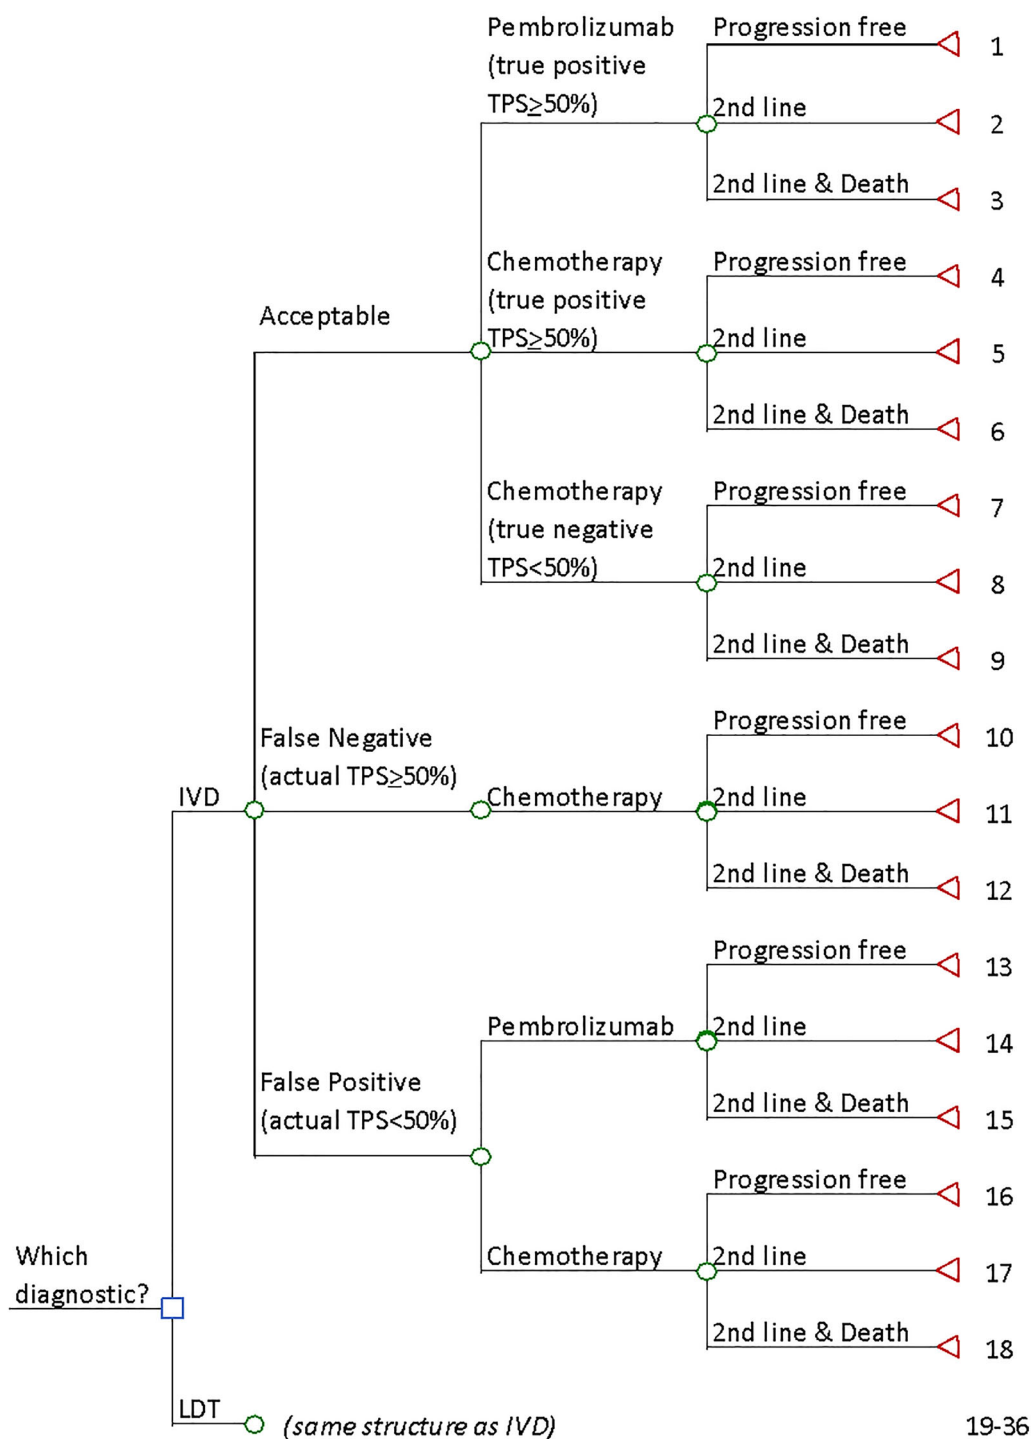 Pembrolizumab
(true positive
TPS≥50%)
Progression free
1
2nd line
2
2nd line & Death
3
Acceptable
Chemotherapy
(true positive
TPS≥50%)
Progression free
4
2nd line
5
2nd line & Death
6
Chemotherapy
(true negative
TPS<50%)
Progression free
7
2nd line
8
2nd line & Death
9
IVD
False Negative
(actual TPS≥50%)
Chemotherapy
Progression free
10
2nd line
11
2nd line & Death
12
False Positive
(actual TPS<50%)
Pembrolizumab
Progression free
13
2nd line
14
2nd line & Death
15
Chemotherapy
Progression free
16
2nd line
17
2nd line & Death
18
Which
diagnostic?
LDT
(same structure as IVD)
19-36